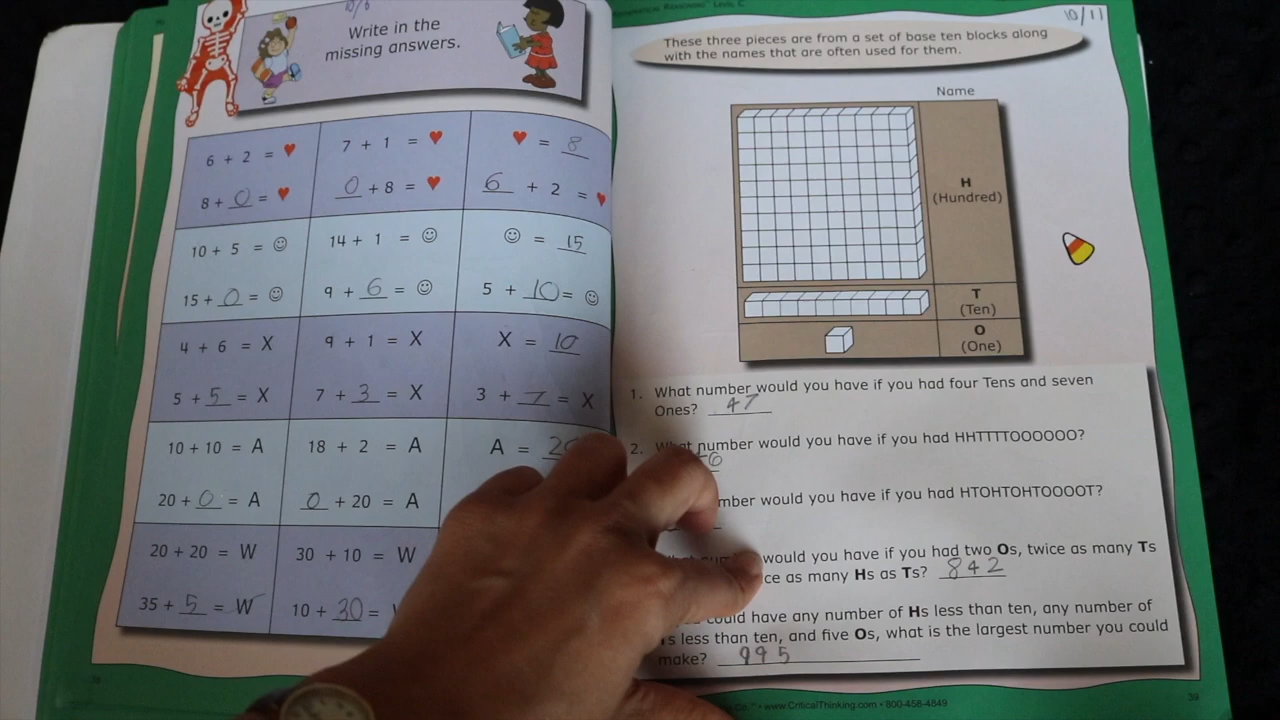 Write in the
missing answers.
6 + 2 = ♥
7 + 1 = ♥
♥ = 8
8 + 0 = ♥
0 + 8 = ♥
6 + 2 = ♥
10 + 5 = ☺
14 + 1 = ☺
☺ = 15
15 + 0 = ☺
9 + 6 = ☺
5 + 10 = ☺
4 + 6 = X
9 + 1 = X
X = 10
5 + 5 = X
7 + 3 = X
3 + 7 = X
10 + 10 = A
18 + 2 = A
A =
20 + 0 = A
0 + 20 = A
20 + 20 = W
30 + 10 = W
35 + 5 = W
10 + 30 =
Level C
10/11
These three pieces are from a set of base ten blocks along
with the names that are often used for them.
Name
H
(Hundred)
T
(Ten)
O
(One)
1. What number would you have if you had four Tens and seven
Ones? 47
2. What number would you have if you had HHTTTTOOOOOO?
would you have if you had HTOHTOHTOOOOT?
would you have if you had two Os, twice as many Ts
as many Hs as Ts? 842
could have any number of Hs less than ten, any number of
Ts less than ten, and five Os, what is the largest number you could
make? 995
www.CriticalThinking.com • 800-458-4849
39